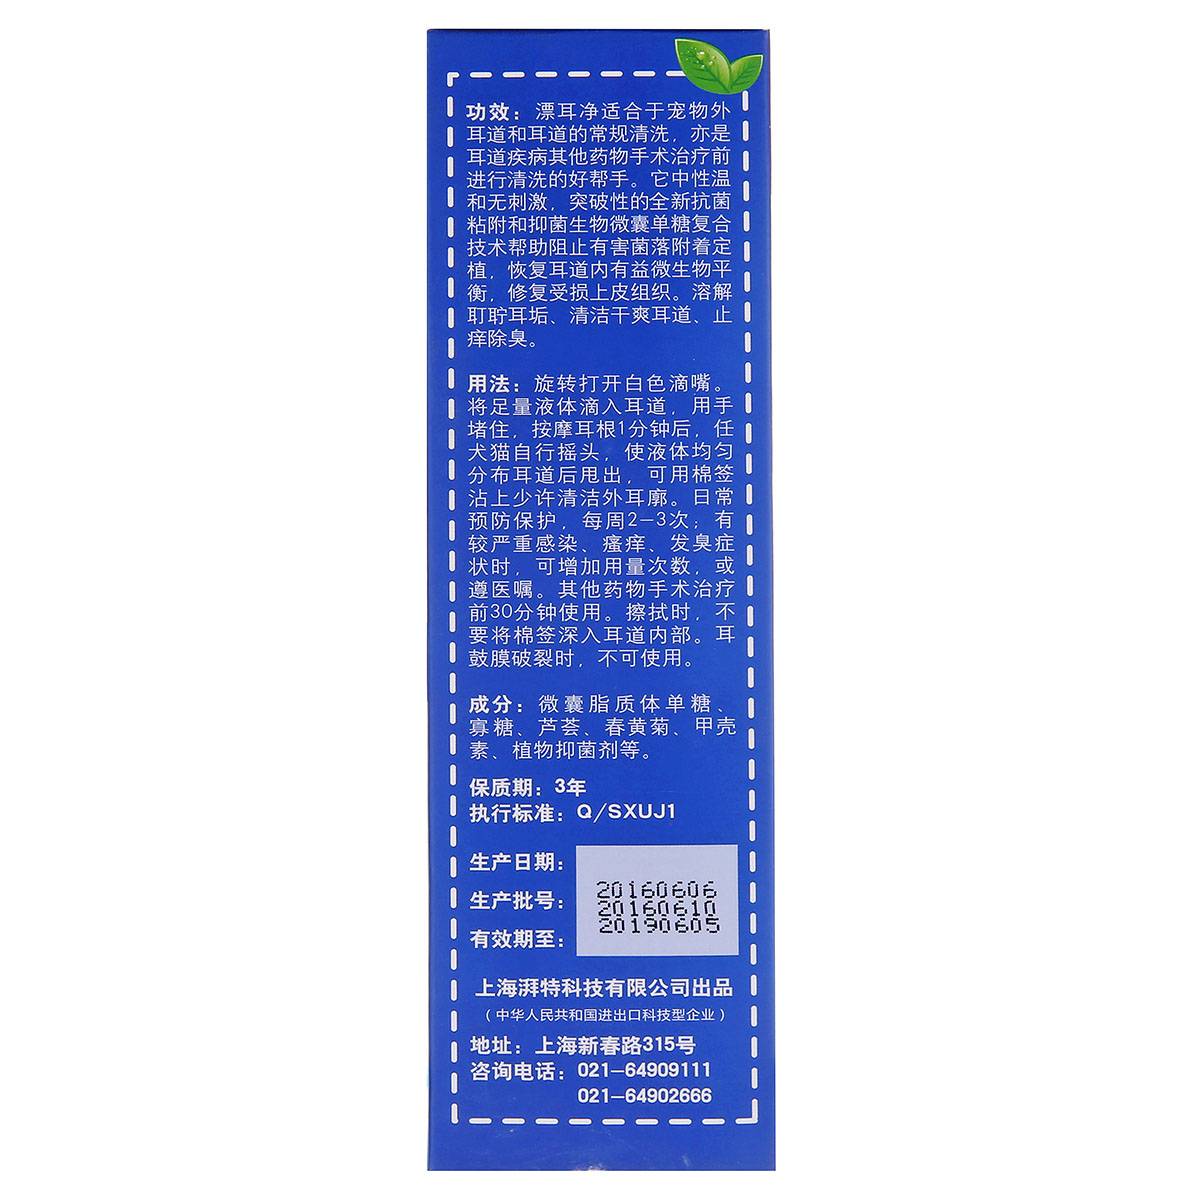 功效：漂耳净适合于宠物外
耳道和耳道的常规清洗，亦是
耳道疾病其他药物手术治疗前
进行清洗的好帮手。它中性温
和无刺激，突破性的全新抗菌
粘附和抑菌生物微囊单糖复合
技术帮助阻止有害菌落附着定
植，恢复耳道内有益微生物平
衡，修复受损上皮组织。溶解
耵聍耳垢、清洁干爽耳道、止
痒除臭。
用法：旋转打开白色滴嘴。
将足量液体滴入耳道，用手
堵住，按摩耳根1分钟后，任
犬猫自行摇头，使液体均匀
分布耳道后甩出，可用棉签
沾上少许清洁外耳廓。日常
预防保护，每周2—3次；有
较严重感染、瘙痒、发臭症
状时，可增加用量次数，或
遵医嘱。其他药物手术治疗
前30分钟使用。擦拭时，不
要将棉签深入耳道内部。耳
鼓膜破裂时，不可使用。
成分：微囊脂质体单糖、
寡糖、芦荟、春黄菊、甲壳
素、植物抑菌剂等。
保质期：3年
执行标准：Q/SXUJ1
生产日期：20160606
生产批号：20160610
有效期至：20190605
上海湃特科技有限公司出品
（中华人民共和国进出口科技型企业）
地址：上海新春路315号
咨询电话：021—64909111
021—64902666